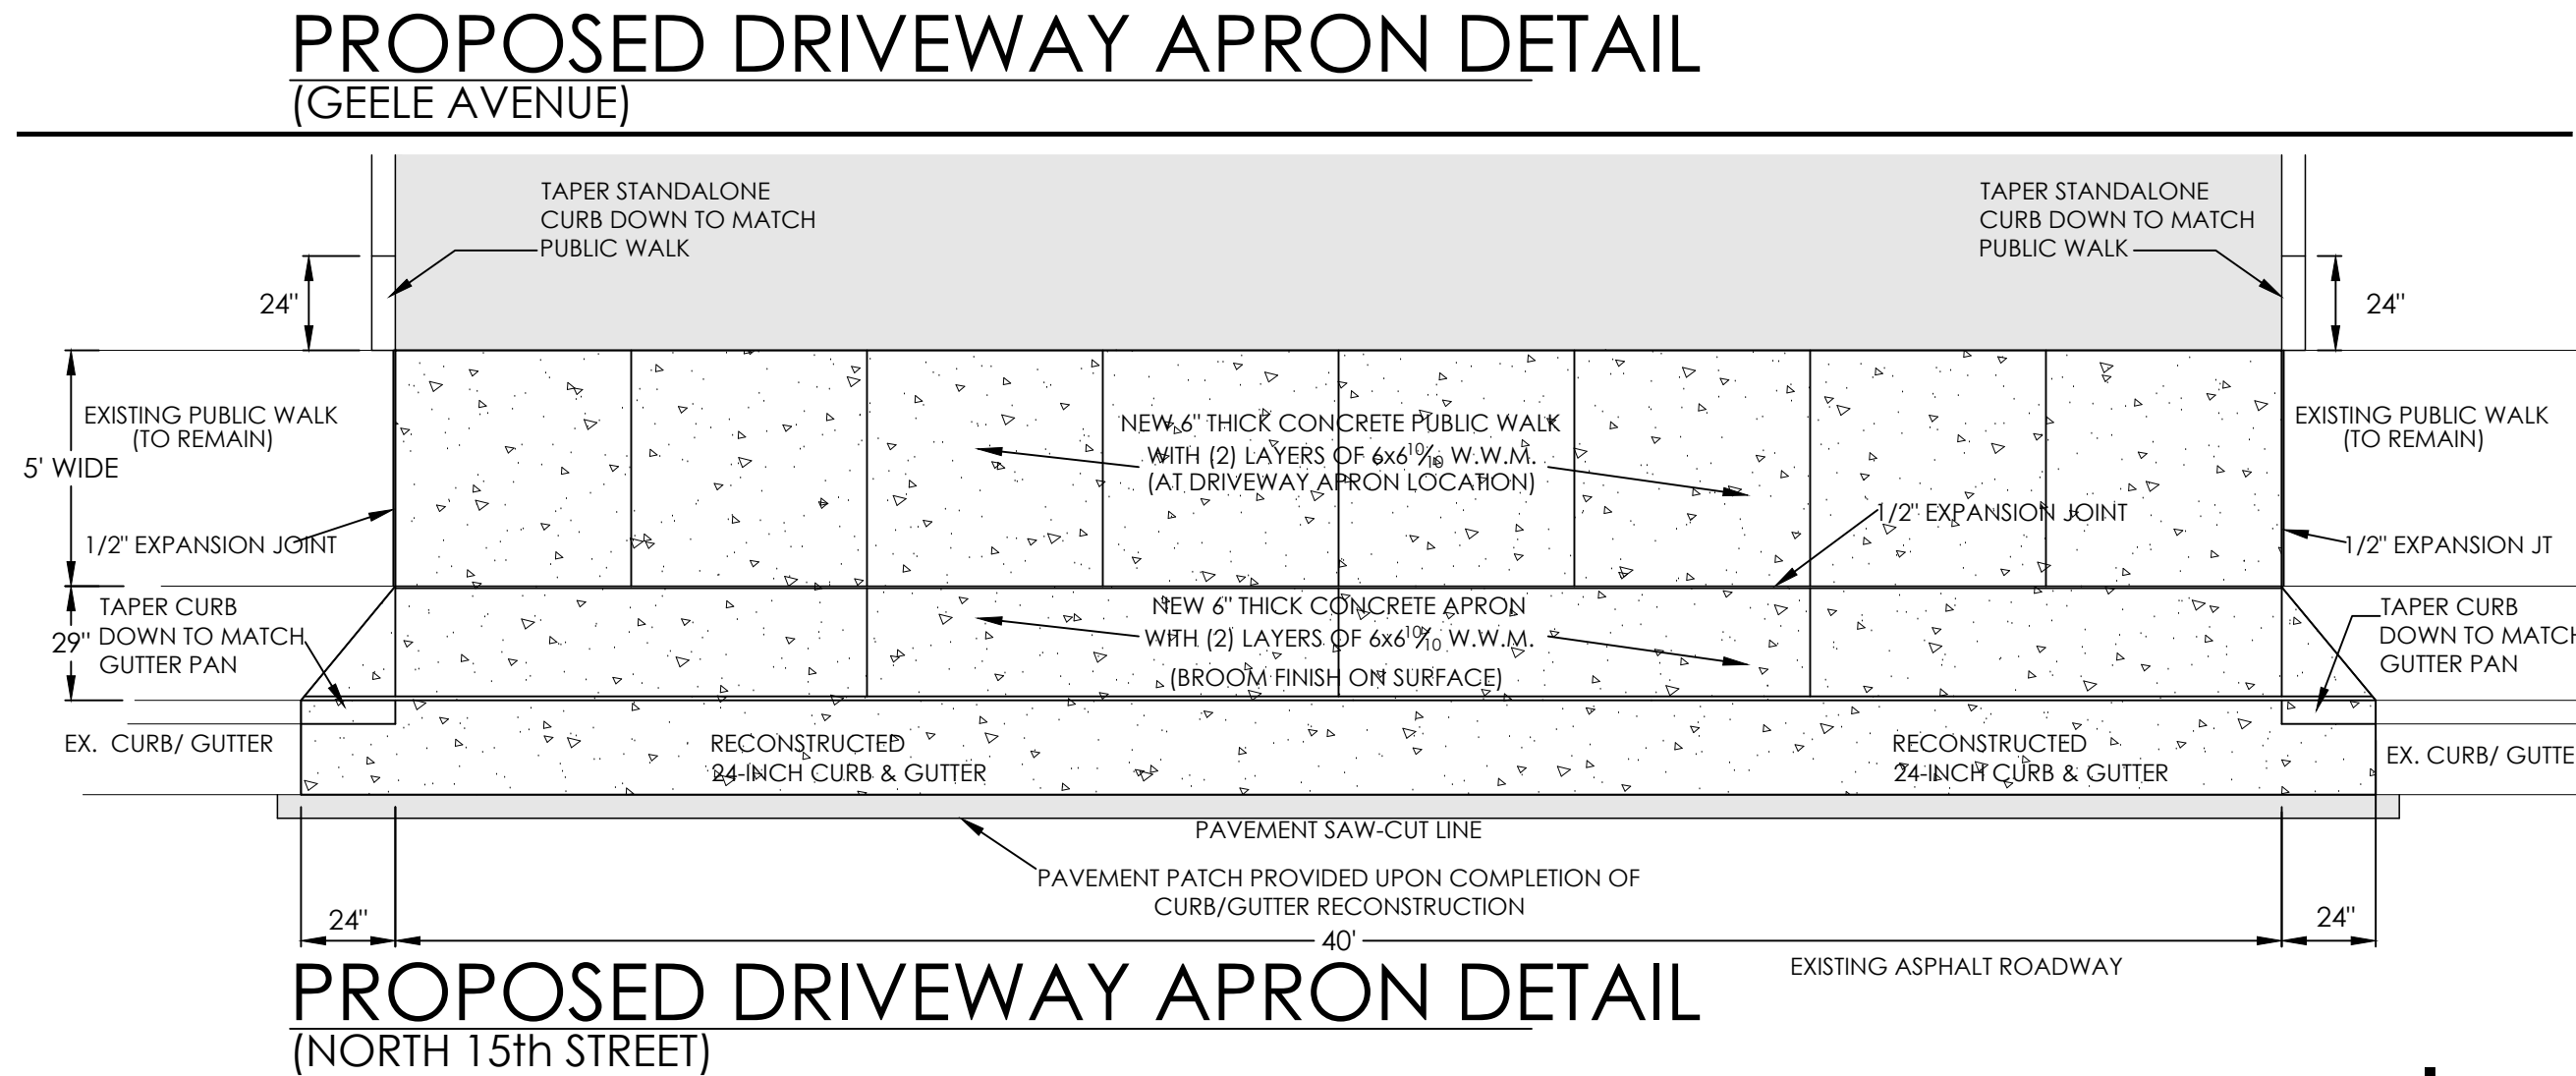 PROPOSED DRIVEWAY APRON DETAIL
(GEELE AVENUE)
TAPER STANDALONE
CURB DOWN TO MATCH
PUBLIC WALK
TAPER STANDALONE
CURB DOWN TO MATCH
PUBLIC WALK
24"
24"
EXISTING PUBLIC WALK
(TO REMAIN)
5' WIDE
1/2" EXPANSION JOINT
NEW 6" THICK CONCRETE PUBLIC WALK
WITH (2) LAYERS OF 6x6 10/10 W.W.M.
(AT DRIVEWAY APRON LOCATION)
1/2" EXPANSION JOINT
EXISTING PUBLIC WALK
(TO REMAIN)
1/2" EXPANSION JT
TAPER CURB
DOWN TO MATCH
GUTTER PAN
29"
NEW 6" THICK CONCRETE APRON
WITH (2) LAYERS OF 6x6 10/10 W.W.M.
(BROOM FINISH ON SURFACE)
TAPER CURB
DOWN TO MATCH
GUTTER PAN
EX. CURB/ GUTTER
RECONSTRUCTED
24-INCH CURB & GUTTER
RECONSTRUCTED
24-INCH CURB & GUTTER
EX. CURB/ GUTTE
PAVEMENT SAW-CUT LINE
PAVEMENT PATCH PROVIDED UPON COMPLETION OF
CURB/GUTTER RECONSTRUCTION
24"
40'
24"
EXISTING ASPHALT ROADWAY
PROPOSED DRIVEWAY APRON DETAIL
(NORTH 15th STREET)